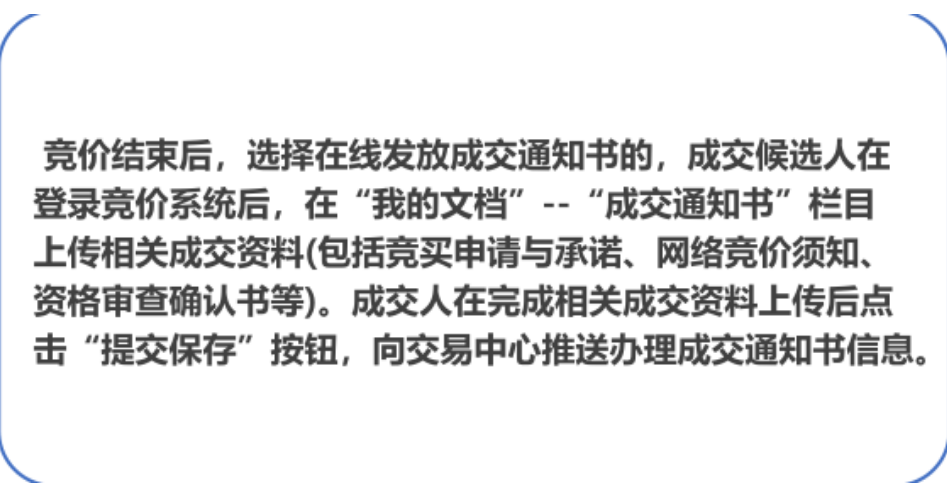 竞价结束后，选择在线发放成交通知书的，成交候选人在
登录竞价系统后，在“我的文档”--“成交通知书”栏目
上传相关成交资料(包括竞买申请与承诺、网络竞价须知、
资格审查确认书等)。成交人在完成相关成交资料上传后点
击“提交保存”按钮，向交易中心推送办理成交通知书信息。